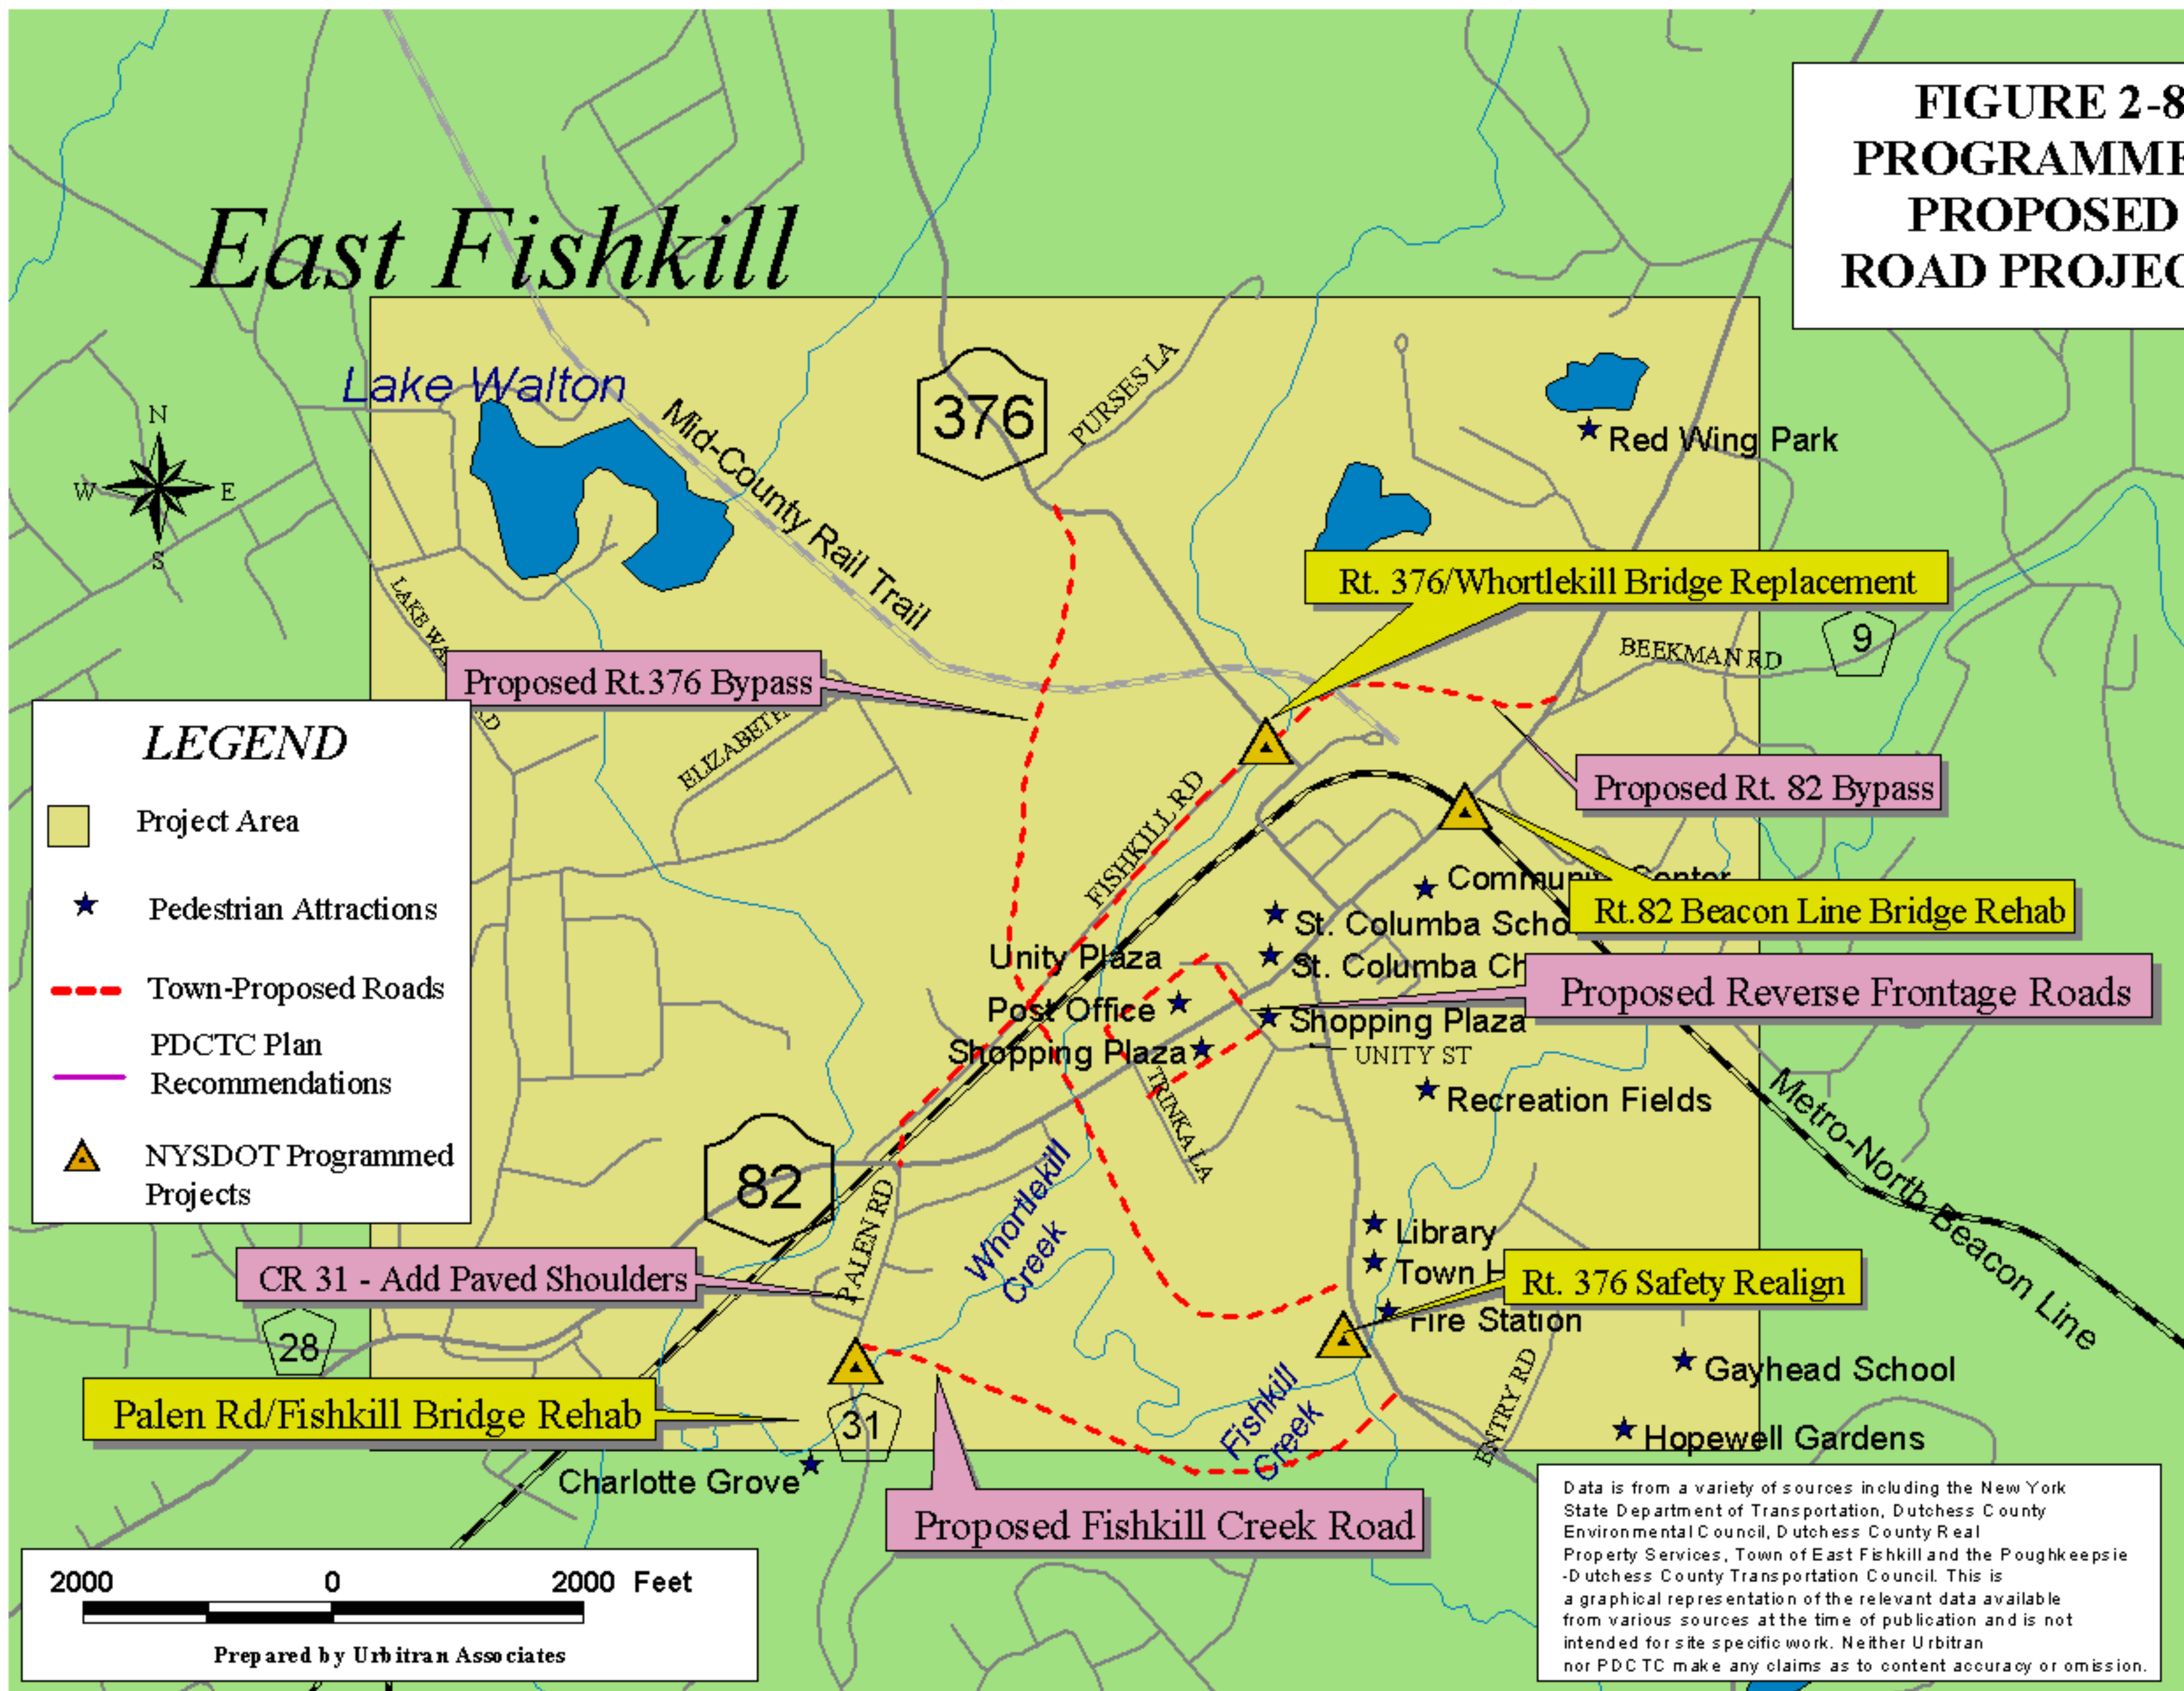 FIGURE 2-8
PROGRAMME
PROPOSED
ROAD PROJEC
East Fishkill
Lake Walton
Mid-County Rail Trail
376
PURSES LA
Red Wing Park
N
W
E
S
LAKE WA
RD
Rt. 376/Whortlekill Bridge Replacement
BEEKMAN RD
9
Proposed Rt.376 Bypass
ELIZABETH
Proposed Rt. 82 Bypass
FISHKILL RD
LEGEND
Project Area
Pedestrian Attractions
Town-Proposed Roads
PDCTC Plan
Recommendations
NYSDOT Programmed
Projects
Community Center
Rt.82 Beacon Line Bridge Rehab
St. Columba Scho
St. Columba Ch
Unity Plaza
Proposed Reverse Frontage Roads
Post Office
Shopping Plaza
Shopping Plaza
UNITY ST
TRINKA LA
Recreation Fields
Metro-North Beacon Line
82
PALEN RD
Whortlekill
Creek
Library
Town H
Rt. 376 Safety Realign
Fire Station
CR 31 - Add Paved Shoulders
28
Gayhead School
ENTRY RD
Palen Rd/Fishkill Bridge Rehab
31
Fishkill
Creek
Hopewell Gardens
Charlotte Grove
Proposed Fishkill Creek Road
2000 0 2000 Feet
Prepared by Urbitran Associates
Data is from a variety of sources including the New York
State Department of Transportation, Dutchess County
Environmental Council, Dutchess County Real
Property Services, Town of East Fishkill and the Poughkeepsie
-Dutchess County Transportation Council. This is
a graphical representation of the relevant data available
from various sources at the time of publication and is not
intended for site specific work. Neither Urbitran
nor PDCTC make any claims as to content accuracy or omission.